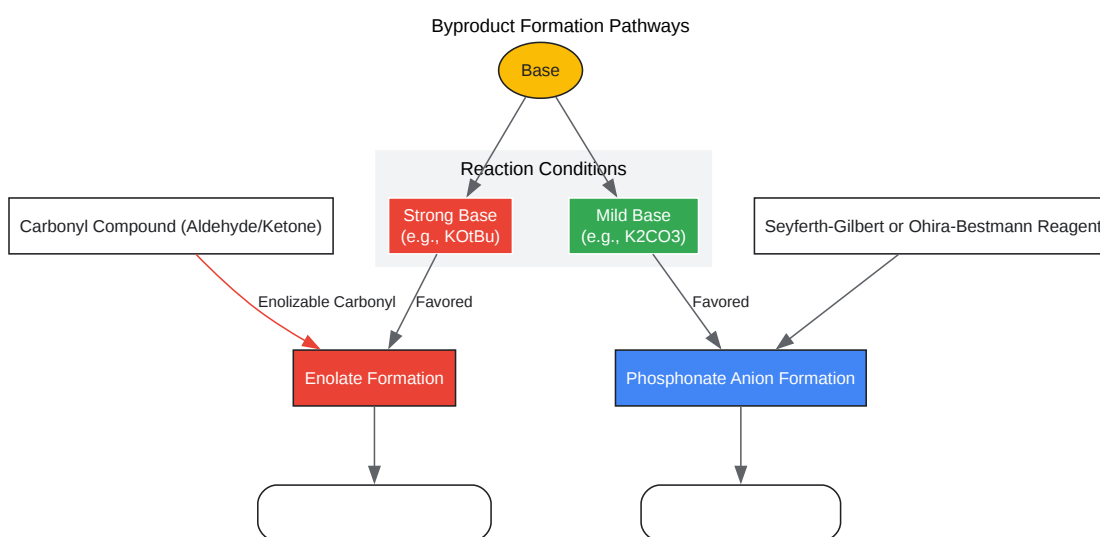 Byproduct Formation Pathways
Base
Reaction Conditions
Carbonyl Compound (Aldehyde/Ketone)
Strong Base
(e.g., KOtBu)
Mild Base
(e.g., K2CO3)
Seyferth-Gilbert or Ohira-Bestmann Reagent
Enolizable Carbonyl
Favored
Favored
Enolate Formation
Phosphonate Anion Formation